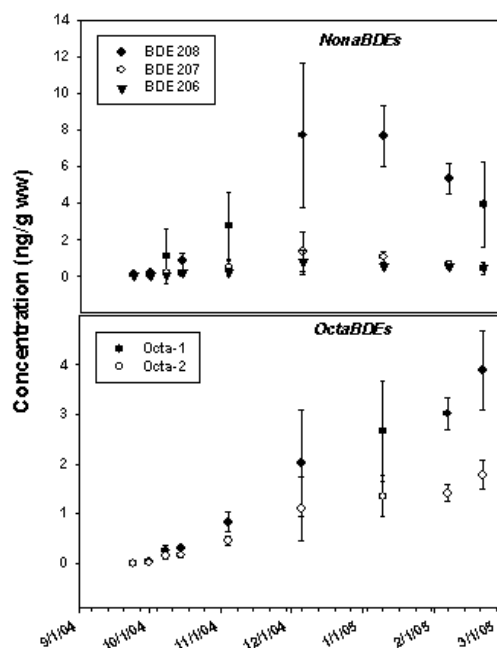 14
12
10
8
6
4
2
0
NonaBDEs
BDE 208
BDE 207
BDE 206
Concentration (ng/g ww)
4
3
2
1
0
OctaBDEs
Octa-1
Octa-2
9/1/04
10/1/04
11/1/04
12/1/04
1/1/05
2/1/05
3/1/05